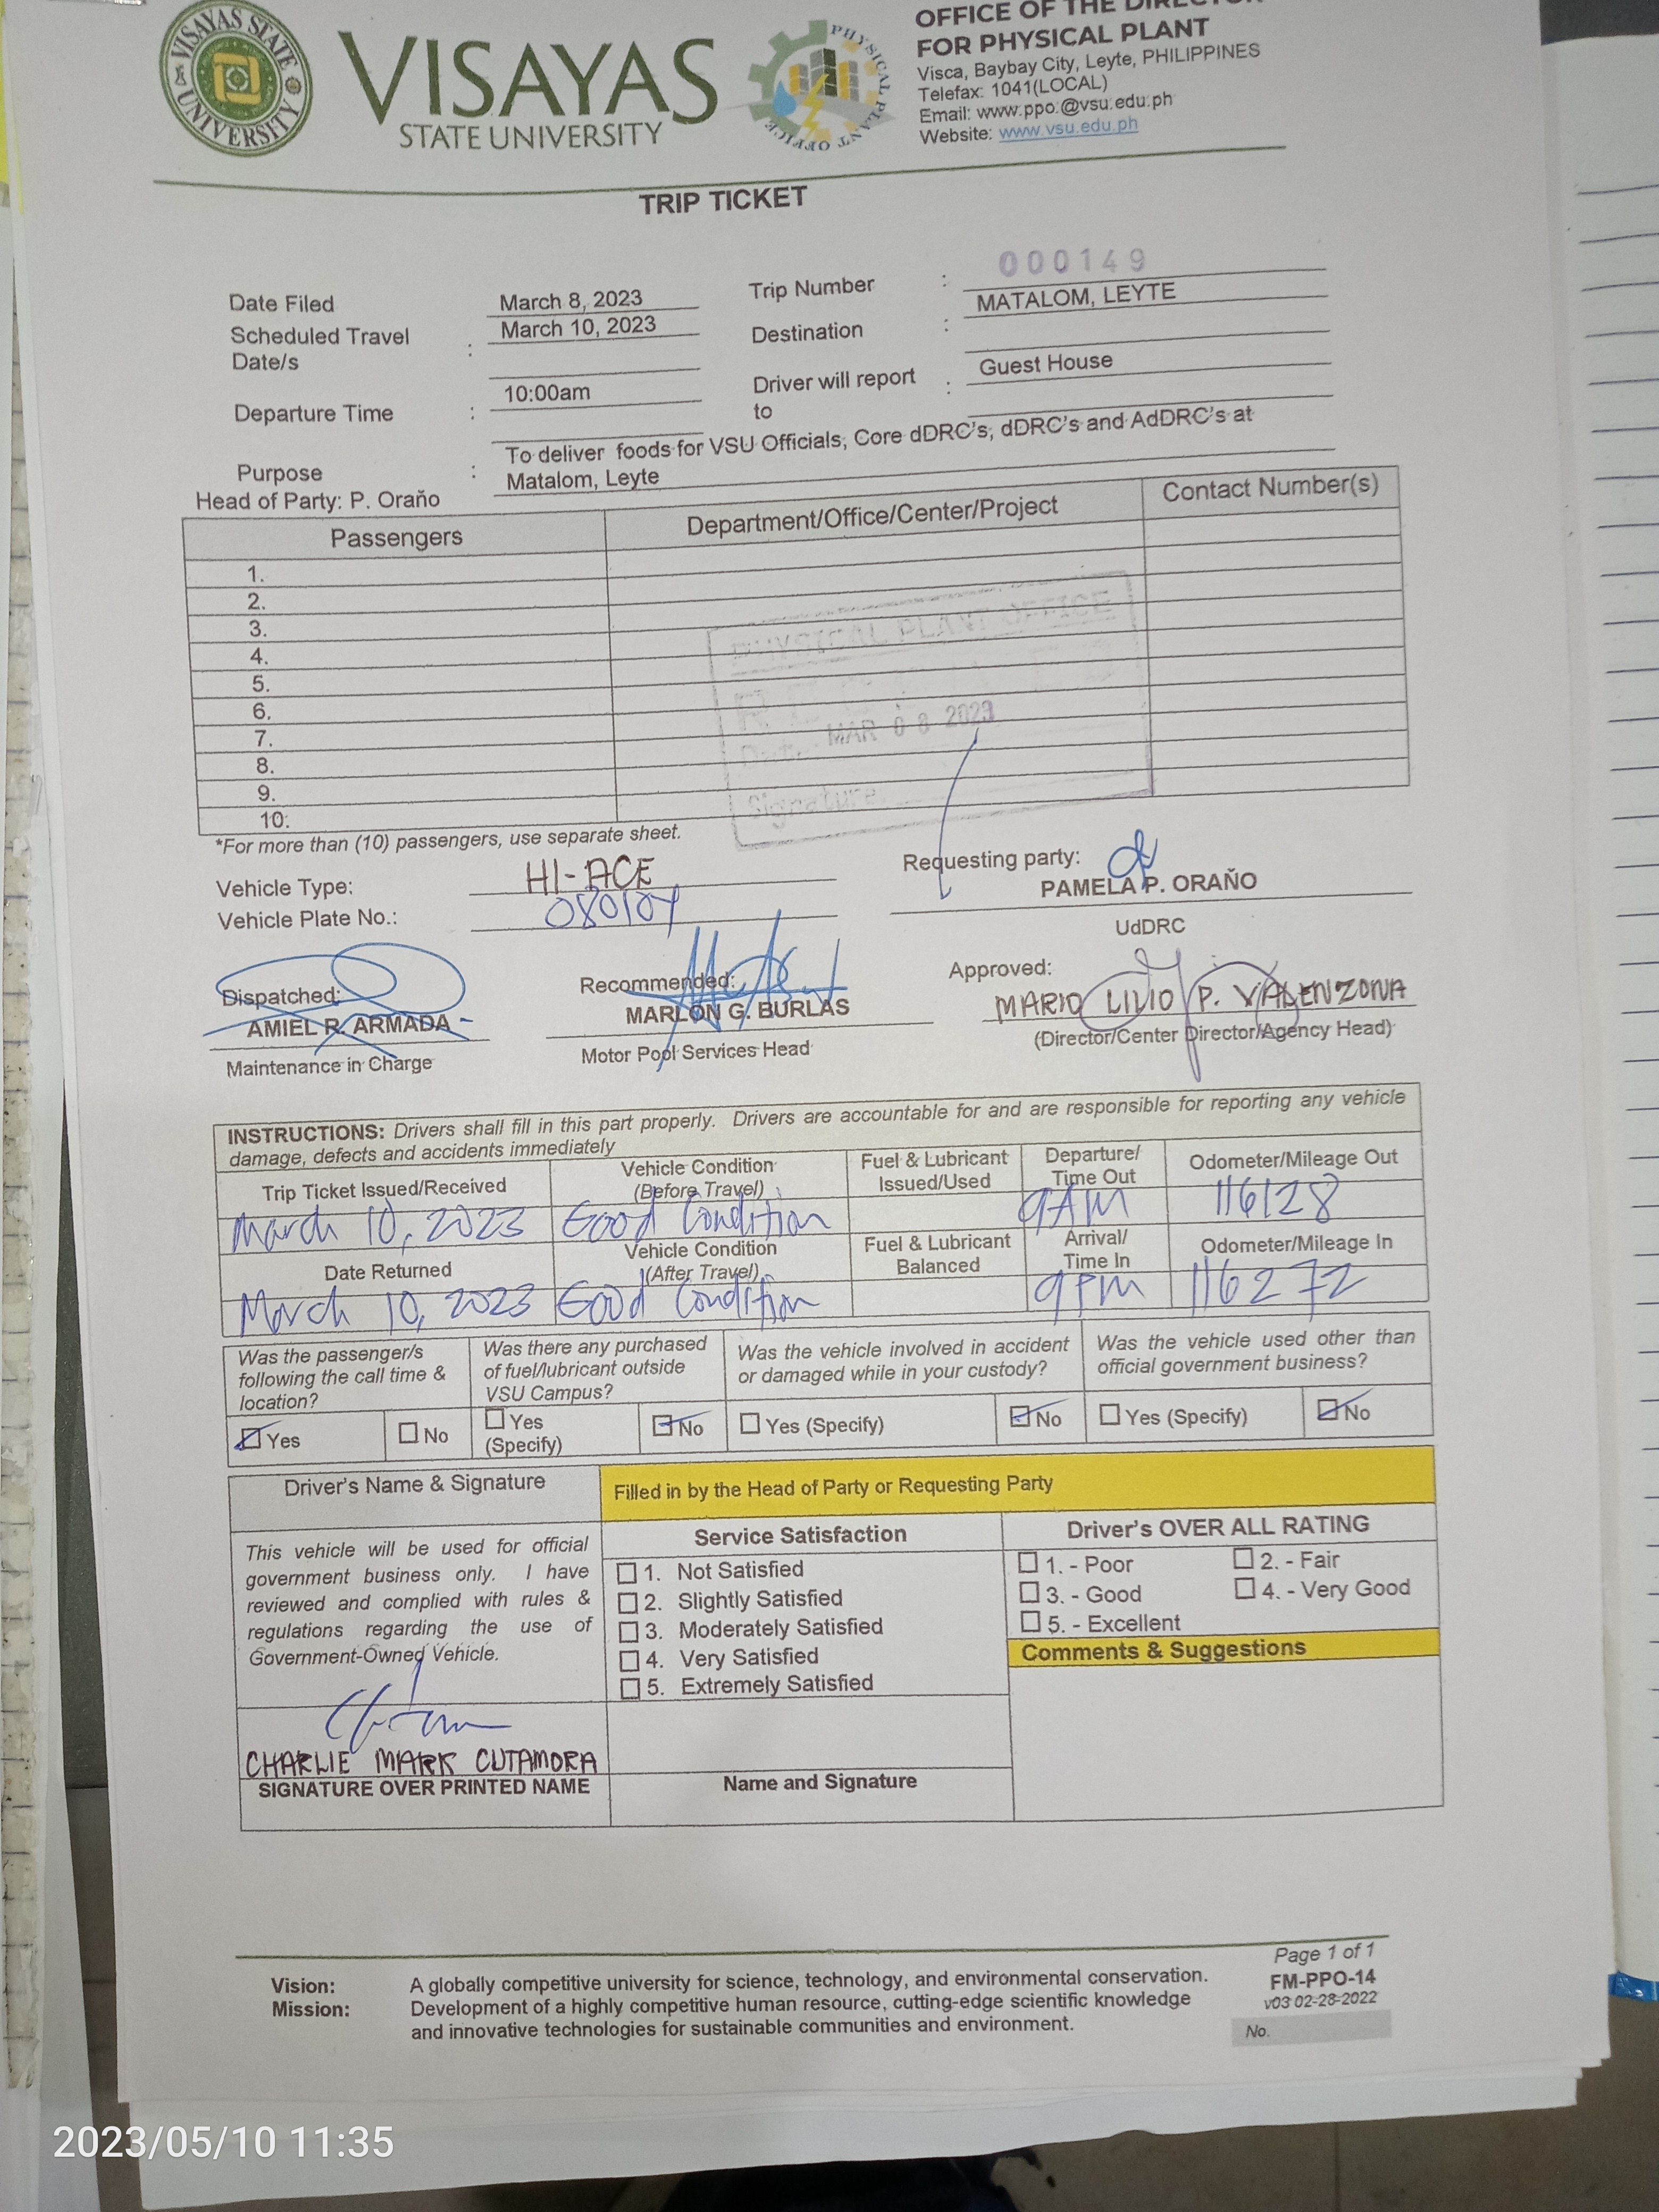 VISAYAS STATE UNIVERSITY
VISAYAS
STATE UNIVERSITY
PHYSICAL PLANT OFFICE
OFFICE OF THE DIRECTOR
FOR PHYSICAL PLANT
Visca, Baybay City, Leyte, PHILIPPINES
Telefax: 1041(LOCAL)
Email: www.ppo.@vsu.edu.ph
Website: www.vsu.edu.ph
TRIP TICKET
Date Filed March 8, 2023 Trip Number : 000149
Scheduled Travel Date/s : March 10, 2023 Destination : MATALOM, LEYTE
Departure Time : 10:00am Driver will report to : Guest House
Purpose : To deliver foods for VSU Officials, Core dDRC's, dDRC's and AdDRC's at
Matalom, Leyte
Head of Party: P. Oraño
Passengers Department/Office/Center/Project Contact Number(s)
1.
2.
3.
4.
5.
6.
7.
8.
9.
10.
PHYSICAL PLANT OFFICE
RECEIVED
Date: MAR 08 2023
Signature:
*For more than (10) passengers, use separate sheet.
Vehicle Type: HI-ACE
Vehicle Plate No.: 080104
Requesting party:
PAMELA P. ORAÑO
UdDRC
Dispatched:
AMIEL R. ARMADA
Maintenance in Charge
Recommended:
MARLON G. BURLAS
Motor Pool Services Head
Approved:
MARIO LILIO P. VALENZONA
(Director/Center Director/Agency Head)
INSTRUCTIONS: Drivers shall fill in this part properly. Drivers are accountable for and are responsible for reporting any vehicle
damage, defects and accidents immediately
Trip Ticket Issued/Received Vehicle Condition (Before Travel) Fuel & Lubricant Issued/Used Departure/ Time Out Odometer/Mileage Out
March 10, 2023 Good Condition 9AM 116128
Date Returned Vehicle Condition (After Travel) Fuel & Lubricant Balanced Arrival/ Time In Odometer/Mileage In
March 10, 2023 Good Condition 9PM 116272
Was the passenger/s
following the call time &
location?
Was there any purchased
of fuel/lubricant outside
VSU Campus?
Was the vehicle involved in accident
or damaged while in your custody?
Was the vehicle used other than
official government business?
Yes No Yes (Specify) No Yes (Specify) No Yes (Specify) No
Driver's Name & Signature
Filled in by the Head of Party or Requesting Party
This vehicle will be used for official
government business only. I have
reviewed and complied with rules &
regulations regarding the use of
Government-Owned Vehicle.
CHARLIE MARK CUTAMORA
SIGNATURE OVER PRINTED NAME
Service Satisfaction
1. Not Satisfied
2. Slightly Satisfied
3. Moderately Satisfied
4. Very Satisfied
5. Extremely Satisfied
Name and Signature
Driver's OVER ALL RATING
1. - Poor 2. - Fair
3. - Good 4. - Very Good
5. - Excellent
Comments & Suggestions
Vision: A globally competitive university for science, technology, and environmental conservation.
Mission: Development of a highly competitive human resource, cutting-edge scientific knowledge
and innovative technologies for sustainable communities and environment.
Page 1 of 1
FM-PPO-14
v03 02-28-2022
No.
2023/05/10 11:35